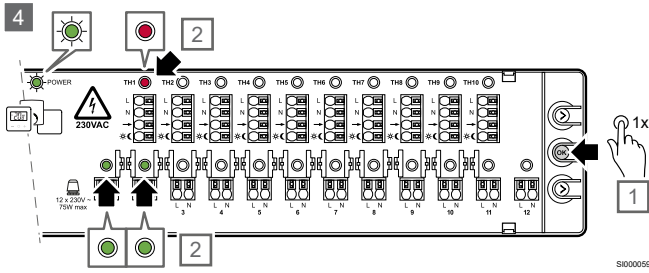 4
2
POWER
TH1 TH2 TH3 TH4 TH5 TH6 TH7 TH8 TH9 TH10
L L L L L L L L L L
N N N N N N N N N N
230VAC
OK
1x
1
12 x 230V ~
75W max
L N L N L N L N L N L N L N L N L N L N
3 4 5 6 7 8 9 10 11 12
2
SI000059